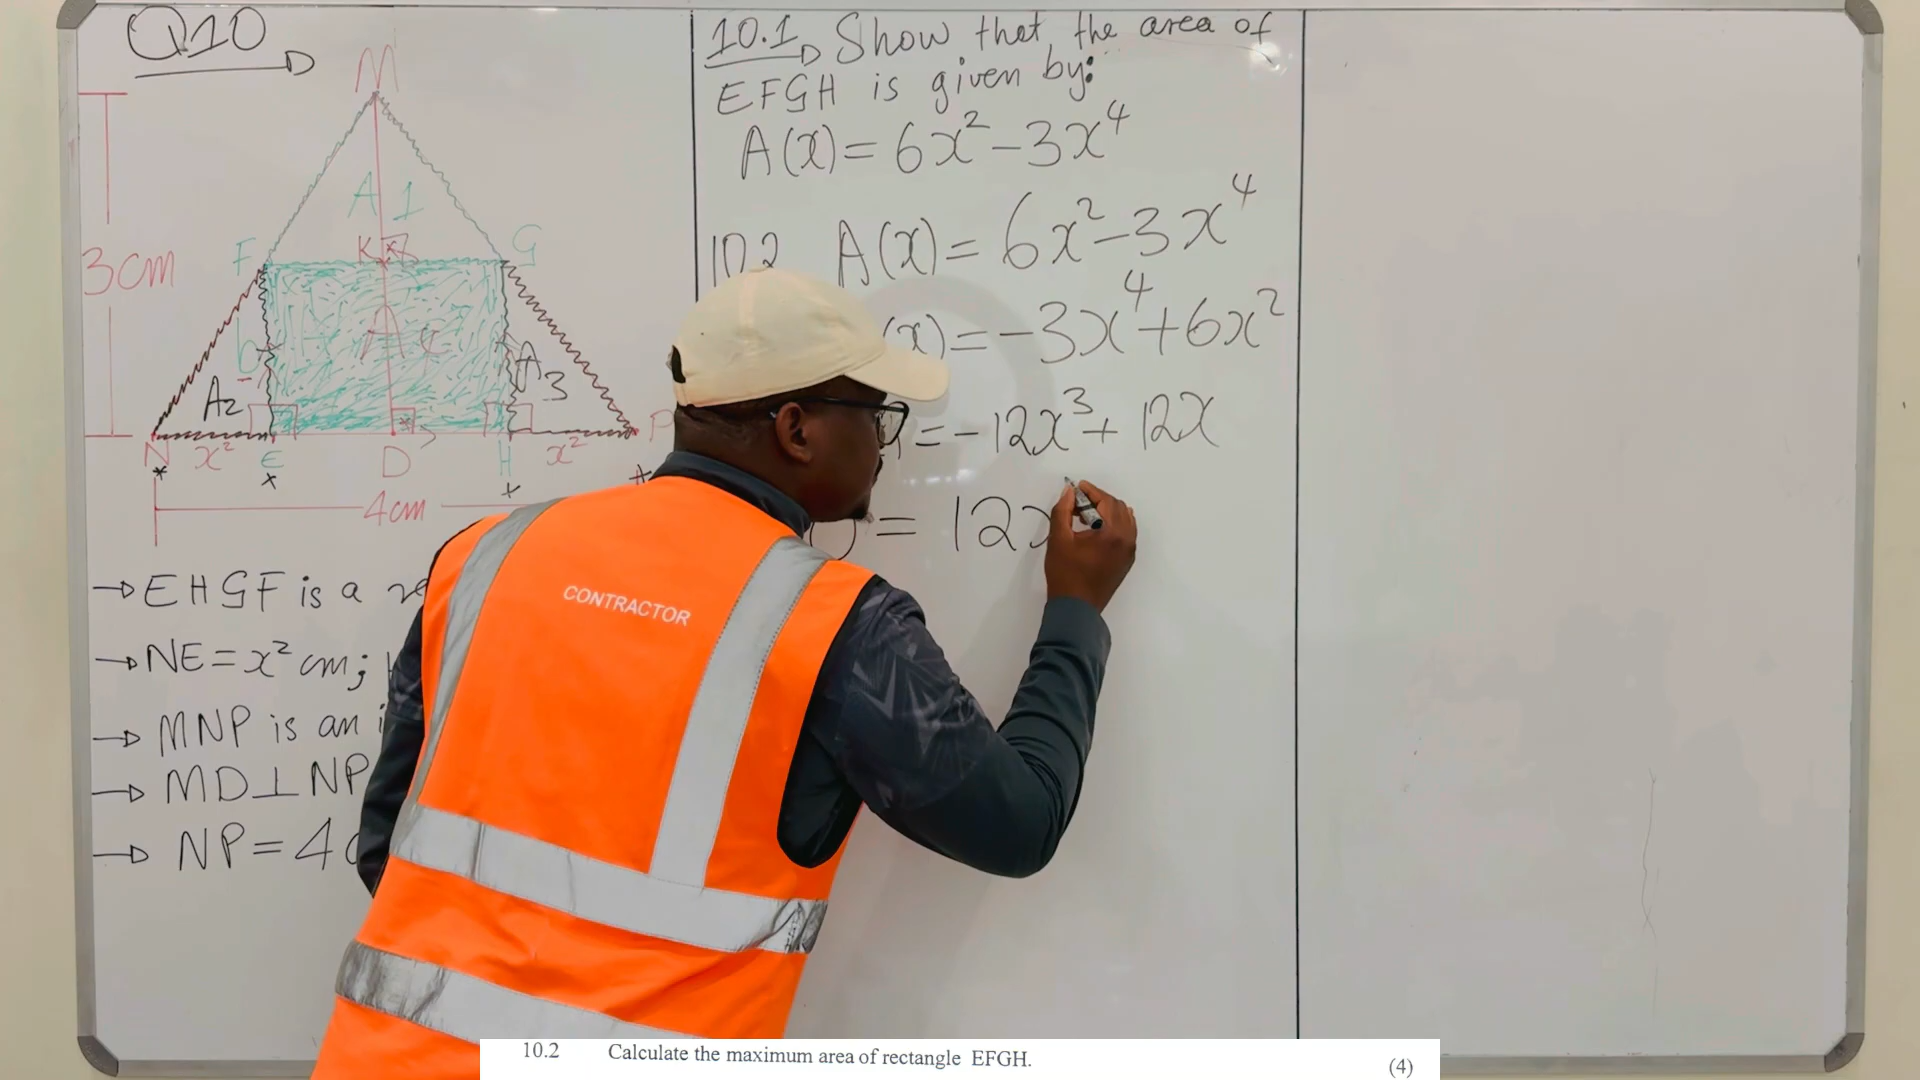 Q10
M
A 1
F K G
3cm
b A4 A3
A2
N x² E D H x² P
4cm
→ EHGF is a
→ NE = x² cm;
→ MNP is an
→ MD ⊥ NP
→ NP = 4
10.1 Show that the area of
EFGH is given by:
A(x) = 6x² - 3x⁴
10.2 A(x) = 6x² - 3x⁴
(x) = -3x⁴ + 6x²
= -12x³ + 12x
0 = 12x
CONTRACTOR
10.2 Calculate the maximum area of rectangle EFGH.
(4)